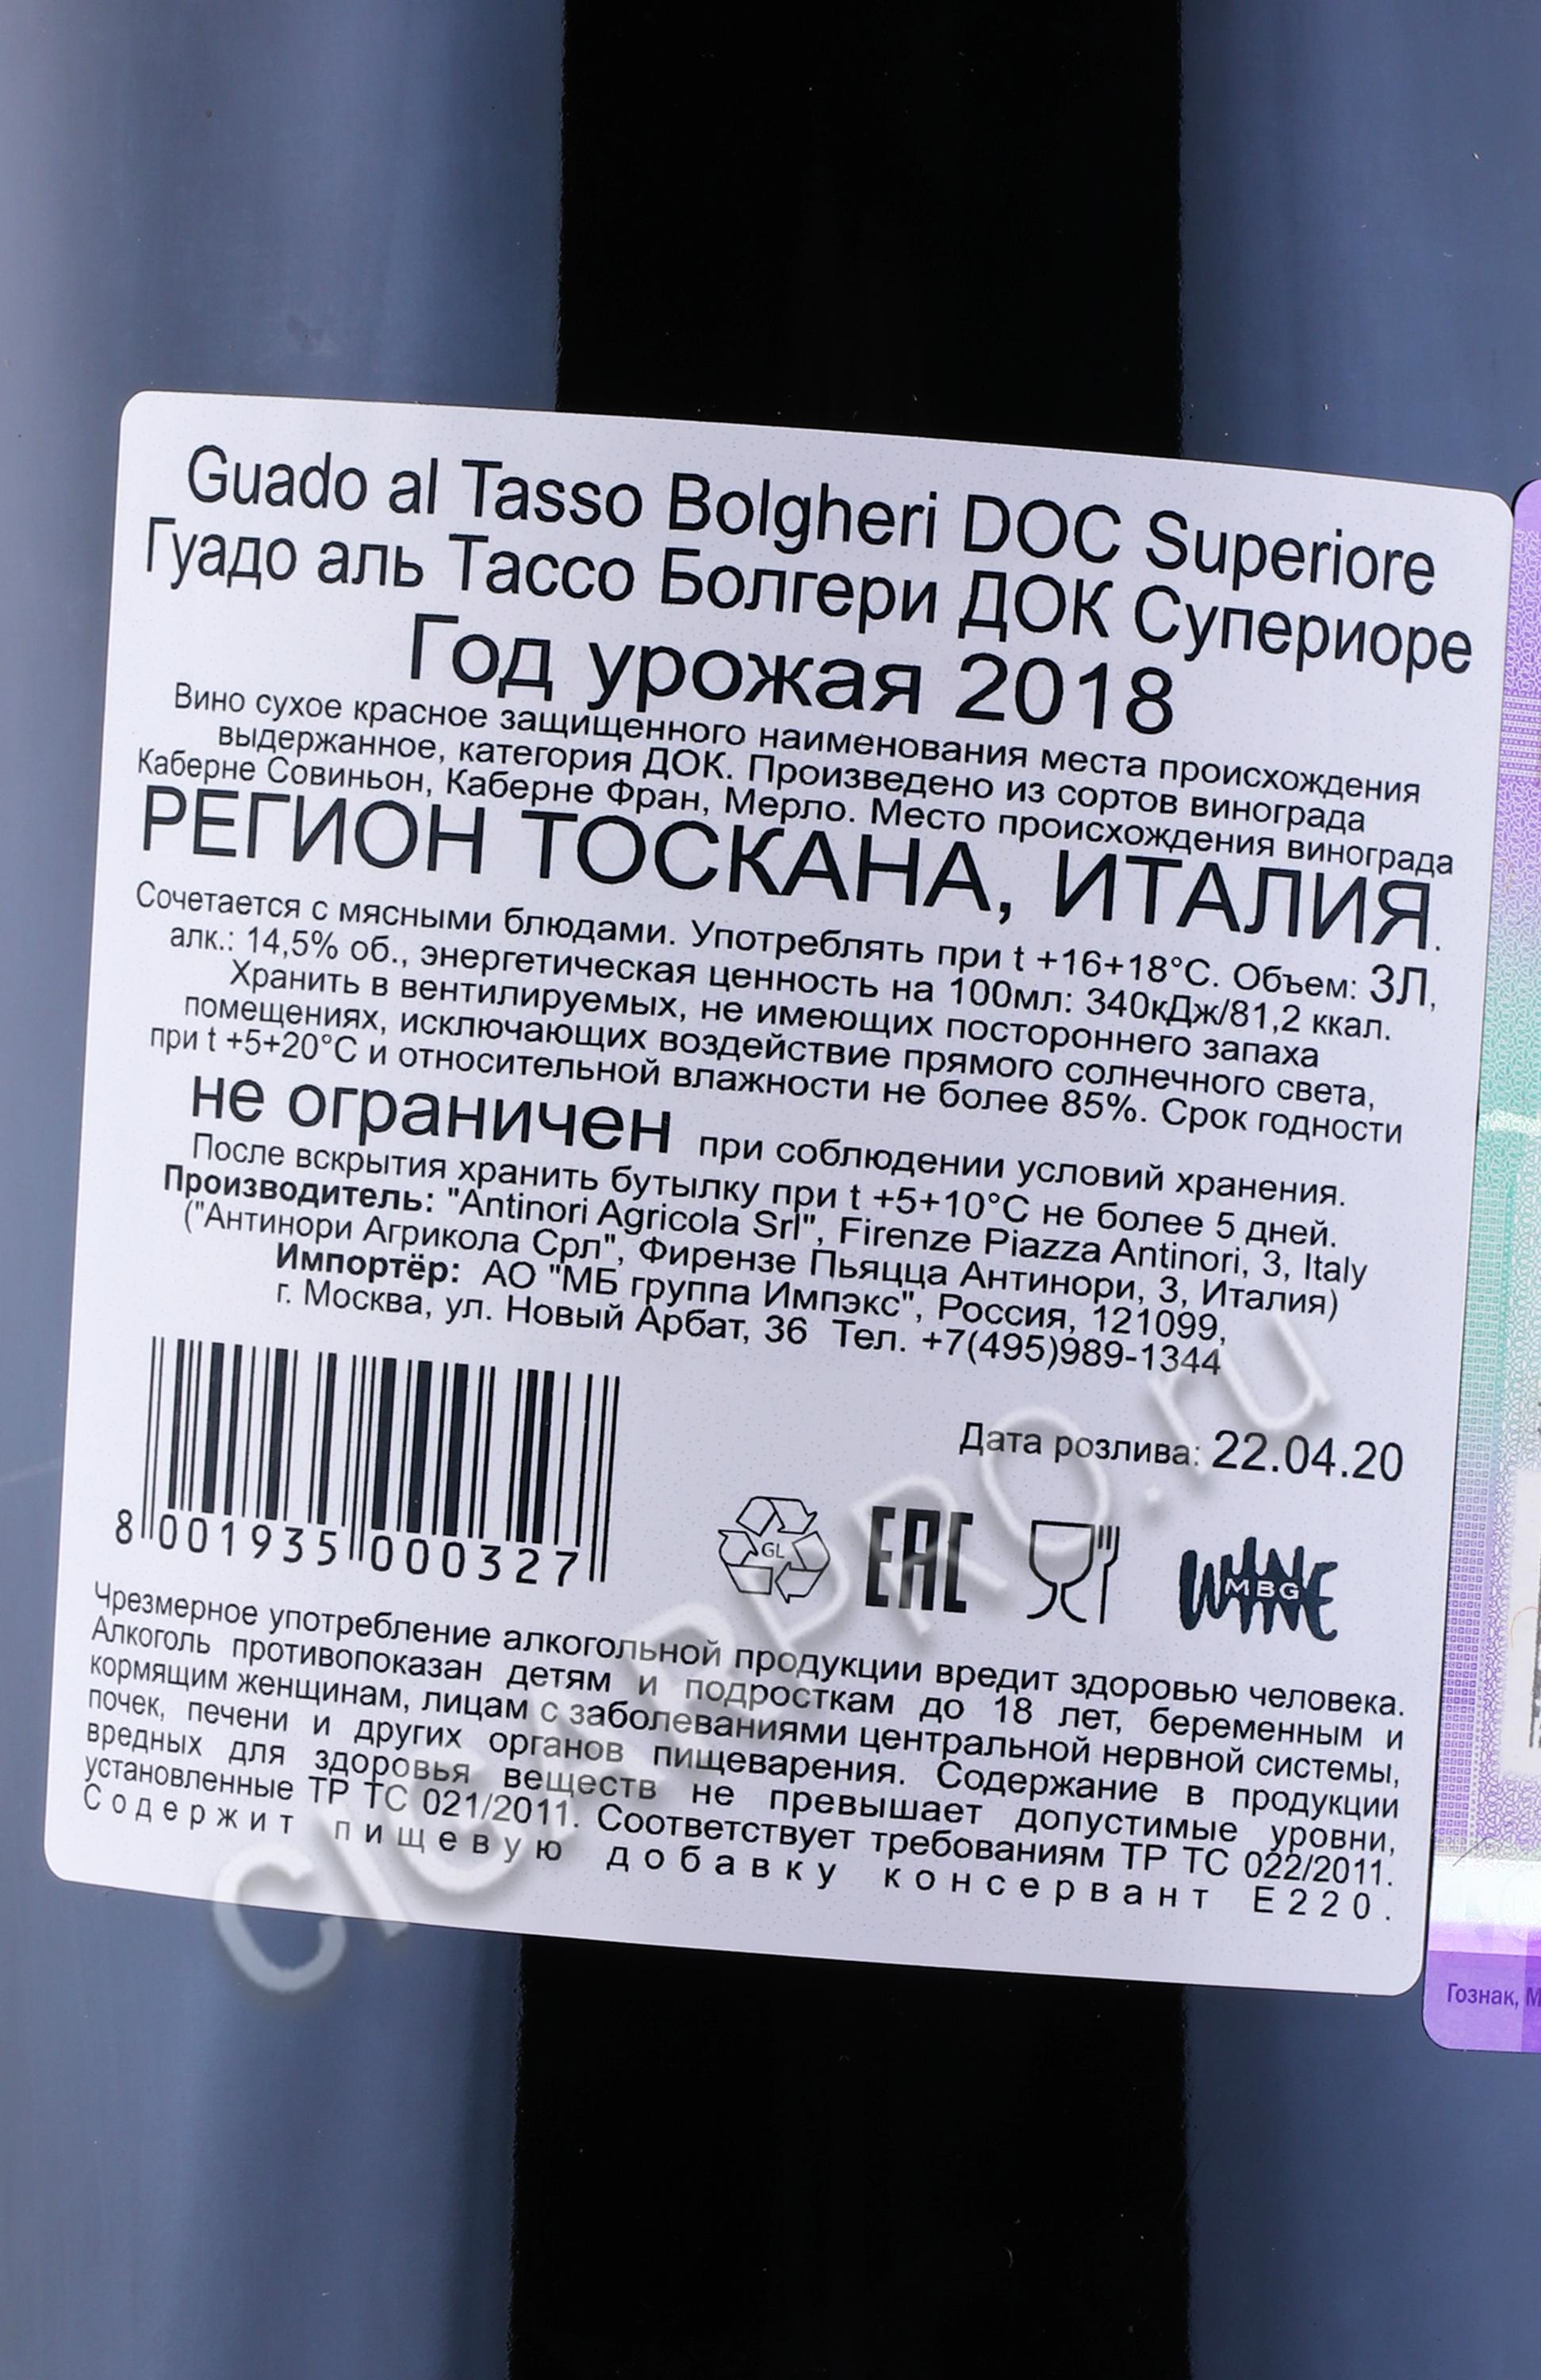 Guado al Tasso Bolgheri DOC Superiore
Гуадо аль Тассо Болгери ДОК Супериоре
Год урожая 2018
Вино сухое красное защищенного наименования места происхождения
выдержанное, категория ДОК. Произведено из сортов винограда
Каберне Совиньон, Каберне Фран, Мерло. Место происхождения винограда
РЕГИОН ТОСКАНА, ИТАЛИЯ.
Сочетается с мясными блюдами. Употреблять при t +16+18°C. Объем: 3Л,
алк.: 14,5% об., энергетическая ценность на 100мл: 340кДж/81,2 ккал.
Хранить в вентилируемых, не имеющих постороннего запаха
помещениях, исключающих воздействие прямого солнечного света,
при t +5+20°C и относительной влажности не более 85%. Срок годности
не ограничен при соблюдении условий хранения.
После вскрытия хранить бутылку при t +5+10°C не более 5 дней.
Производитель: "Antinori Agricola Srl", Firenze Piazza Antinori, 3, Italy
("Антинори Агрикола Срл", Фирензе Пьяцца Антинори, 3, Италия)
Импортёр: АО "МБ группа Импэкс", Россия, 121099,
г. Москва, ул. Новый Арбат, 36 Тел. +7(495)989-1344
Дата розлива: 22.04.20
8 001935 000327
GL
EAC
WINE
MBG
Чрезмерное употребление алкогольной продукции вредит здоровью человека.
Алкоголь противопоказан детям и подросткам до 18 лет, беременным и
кормящим женщинам, лицам с заболеваниями центральной нервной системы,
почек, печени и других органов пищеварения. Содержание в продукции
вредных для здоровья веществ не превышает допустимые уровни,
установленные ТР ТС 021/2011. Соответствует требованиям ТР ТС 022/2011.
Содержит пищевую добавку консервант Е220.
CIGARPRO.ru
Гознак, М